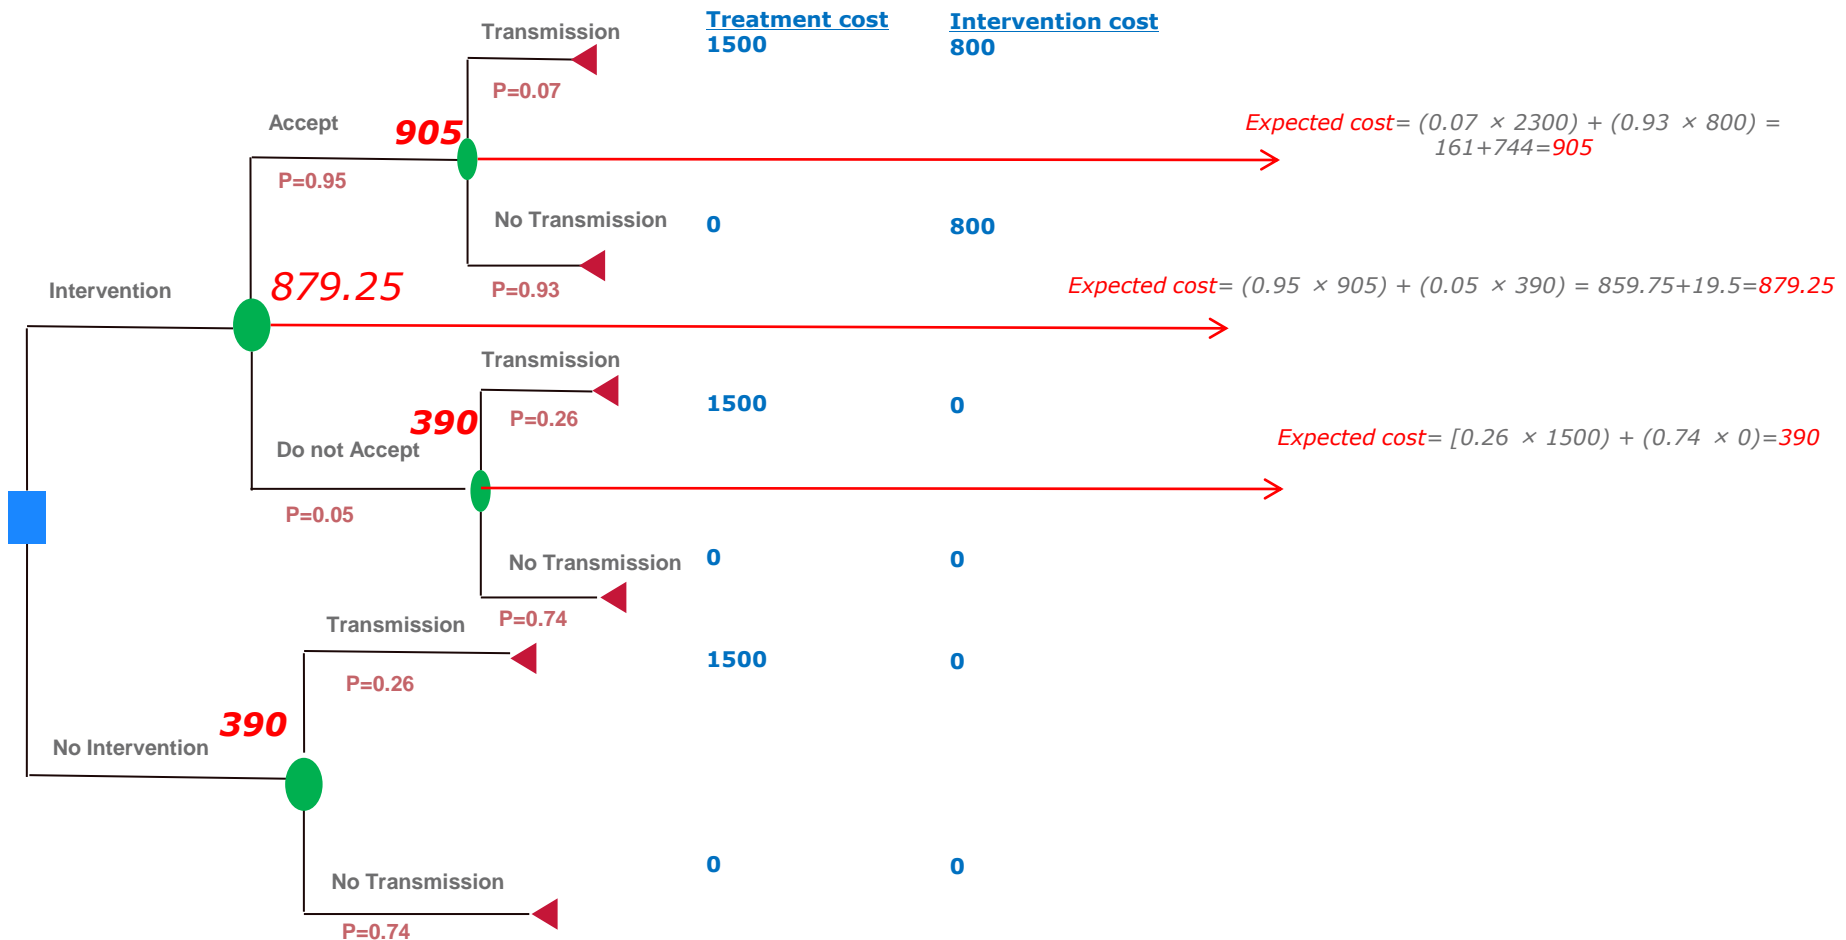 Treatment cost
Intervention cost
Transmission
1500
800
P=0.07
Accept
905
Expected cost= (0.07 × 2300) + (0.93 × 800) =
161+744=905
P=0.95
No Transmission
0
800
Intervention
879.25
P=0.93
Expected cost= (0.95 × 905) + (0.05 × 390) = 859.75+19.5=879.25
Transmission
1500
0
390
P=0.26
Do not Accept
Expected cost= [0.26 × 1500) + (0.74 × 0)=390
P=0.05
No Transmission
0
0
P=0.74
Transmission
1500
0
P=0.26
390
No Intervention
No Transmission
0
0
P=0.74